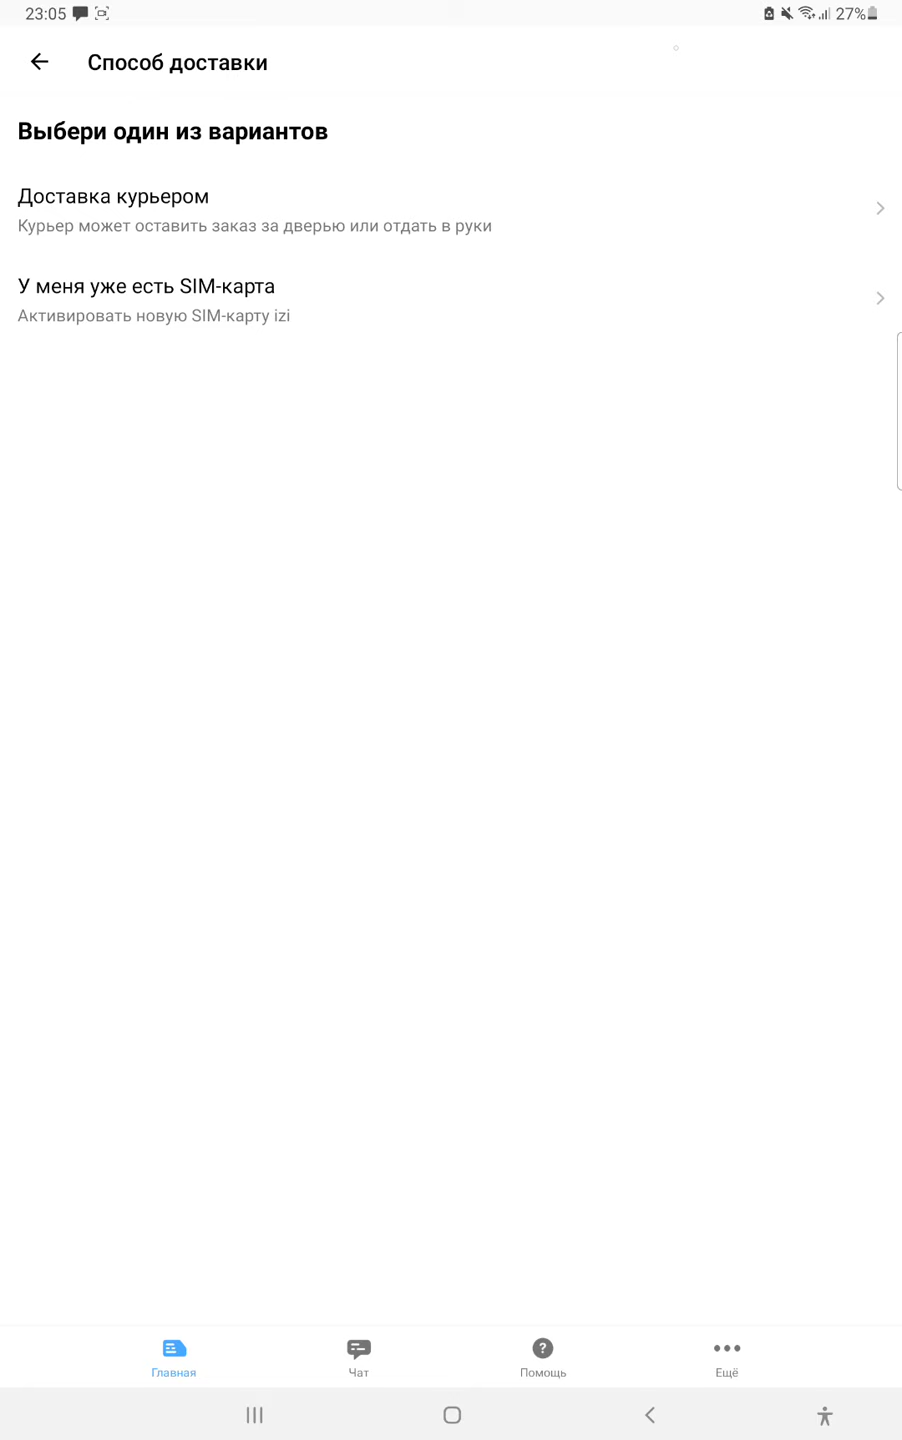 23:05
27%
Способ доставки
Выбери один из вариантов
Доставка курьером
Курьер может оставить заказ за дверью или отдать в руки
У меня уже есть SIM-карта
Активировать новую SIM-карту izi
Главная
Чат
Помощь
Ещё